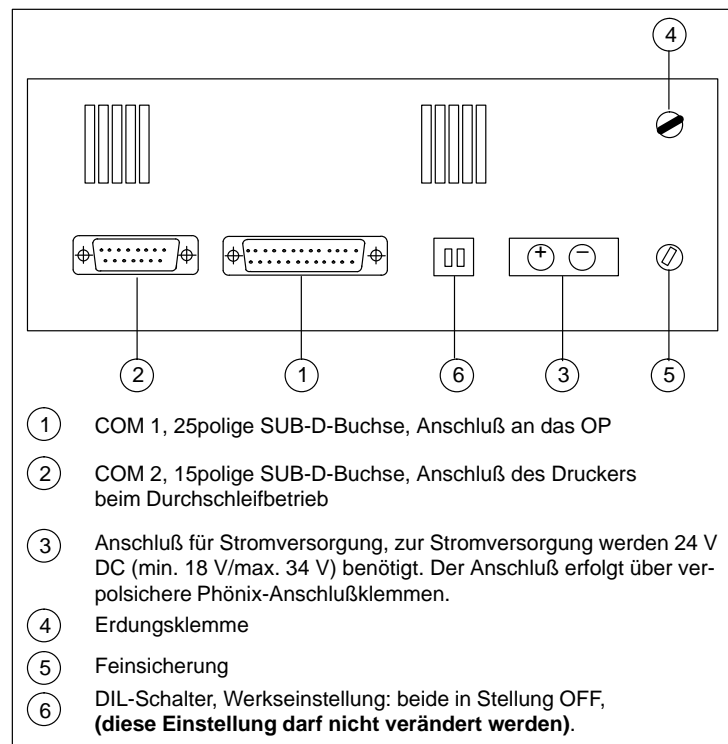 4
+ −
2 1 6 3 5
1 COM 1, 25polige SUB-D-Buchse, Anschluß an das OP
2 COM 2, 15polige SUB-D-Buchse, Anschluß des Druckers
beim Durchschleifbetrieb
3 Anschluß für Stromversorgung, zur Stromversorgung werden 24 V
DC (min. 18 V/max. 34 V) benötigt. Der Anschluß erfolgt über ver-
polsichere Phönix-Anschlußklemmen.
4 Erdungsklemme
5 Feinsicherung
6 DIL-Schalter, Werkseinstellung: beide in Stellung OFF,
(diese Einstellung darf nicht verändert werden).